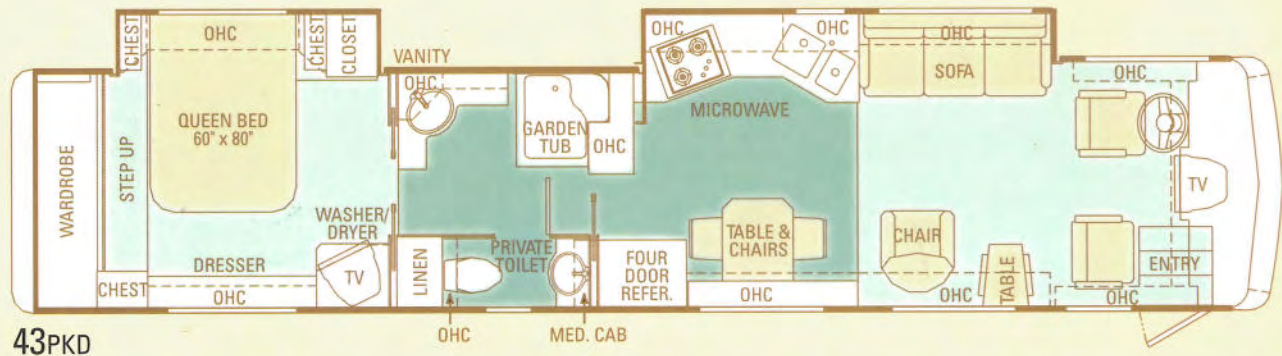 CHEST
OHC
CHEST
CLOSET
VANITY
OHC
QUEEN BED
60" x 80"
WARDROBE
STEP UP
GARDEN
TUB
OHC
OHC
MICROWAVE
OHC
SOFA
OHC
TV
WASHER/
DRYER
TV
DRESSER
CHEST
OHC
LINEN
PRIVATE
TOILET
OHC
MED. CAB
FOUR
DOOR
REFER.
TABLE &
CHAIRS
OHC
CHAIR
OHC
TABLE
ENTRY
OHC
43PKD